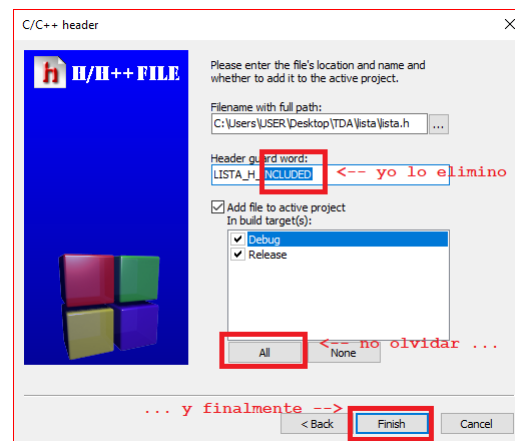 C/C++ header
h H/H++ FILE
Please enter the file's location and name and
whether to add it to the active project.
Filename with full path:
C:\Users\USER\Desktop\TDA\lista\lista.h ...
Header guard word:
LISTA_H_INCLUDED <-- yo lo elimino
Add file to active project
In build target(s):
Debug
Release
All None <-- no olvidar ...
... y finalmente -->
< Back Finish Cancel